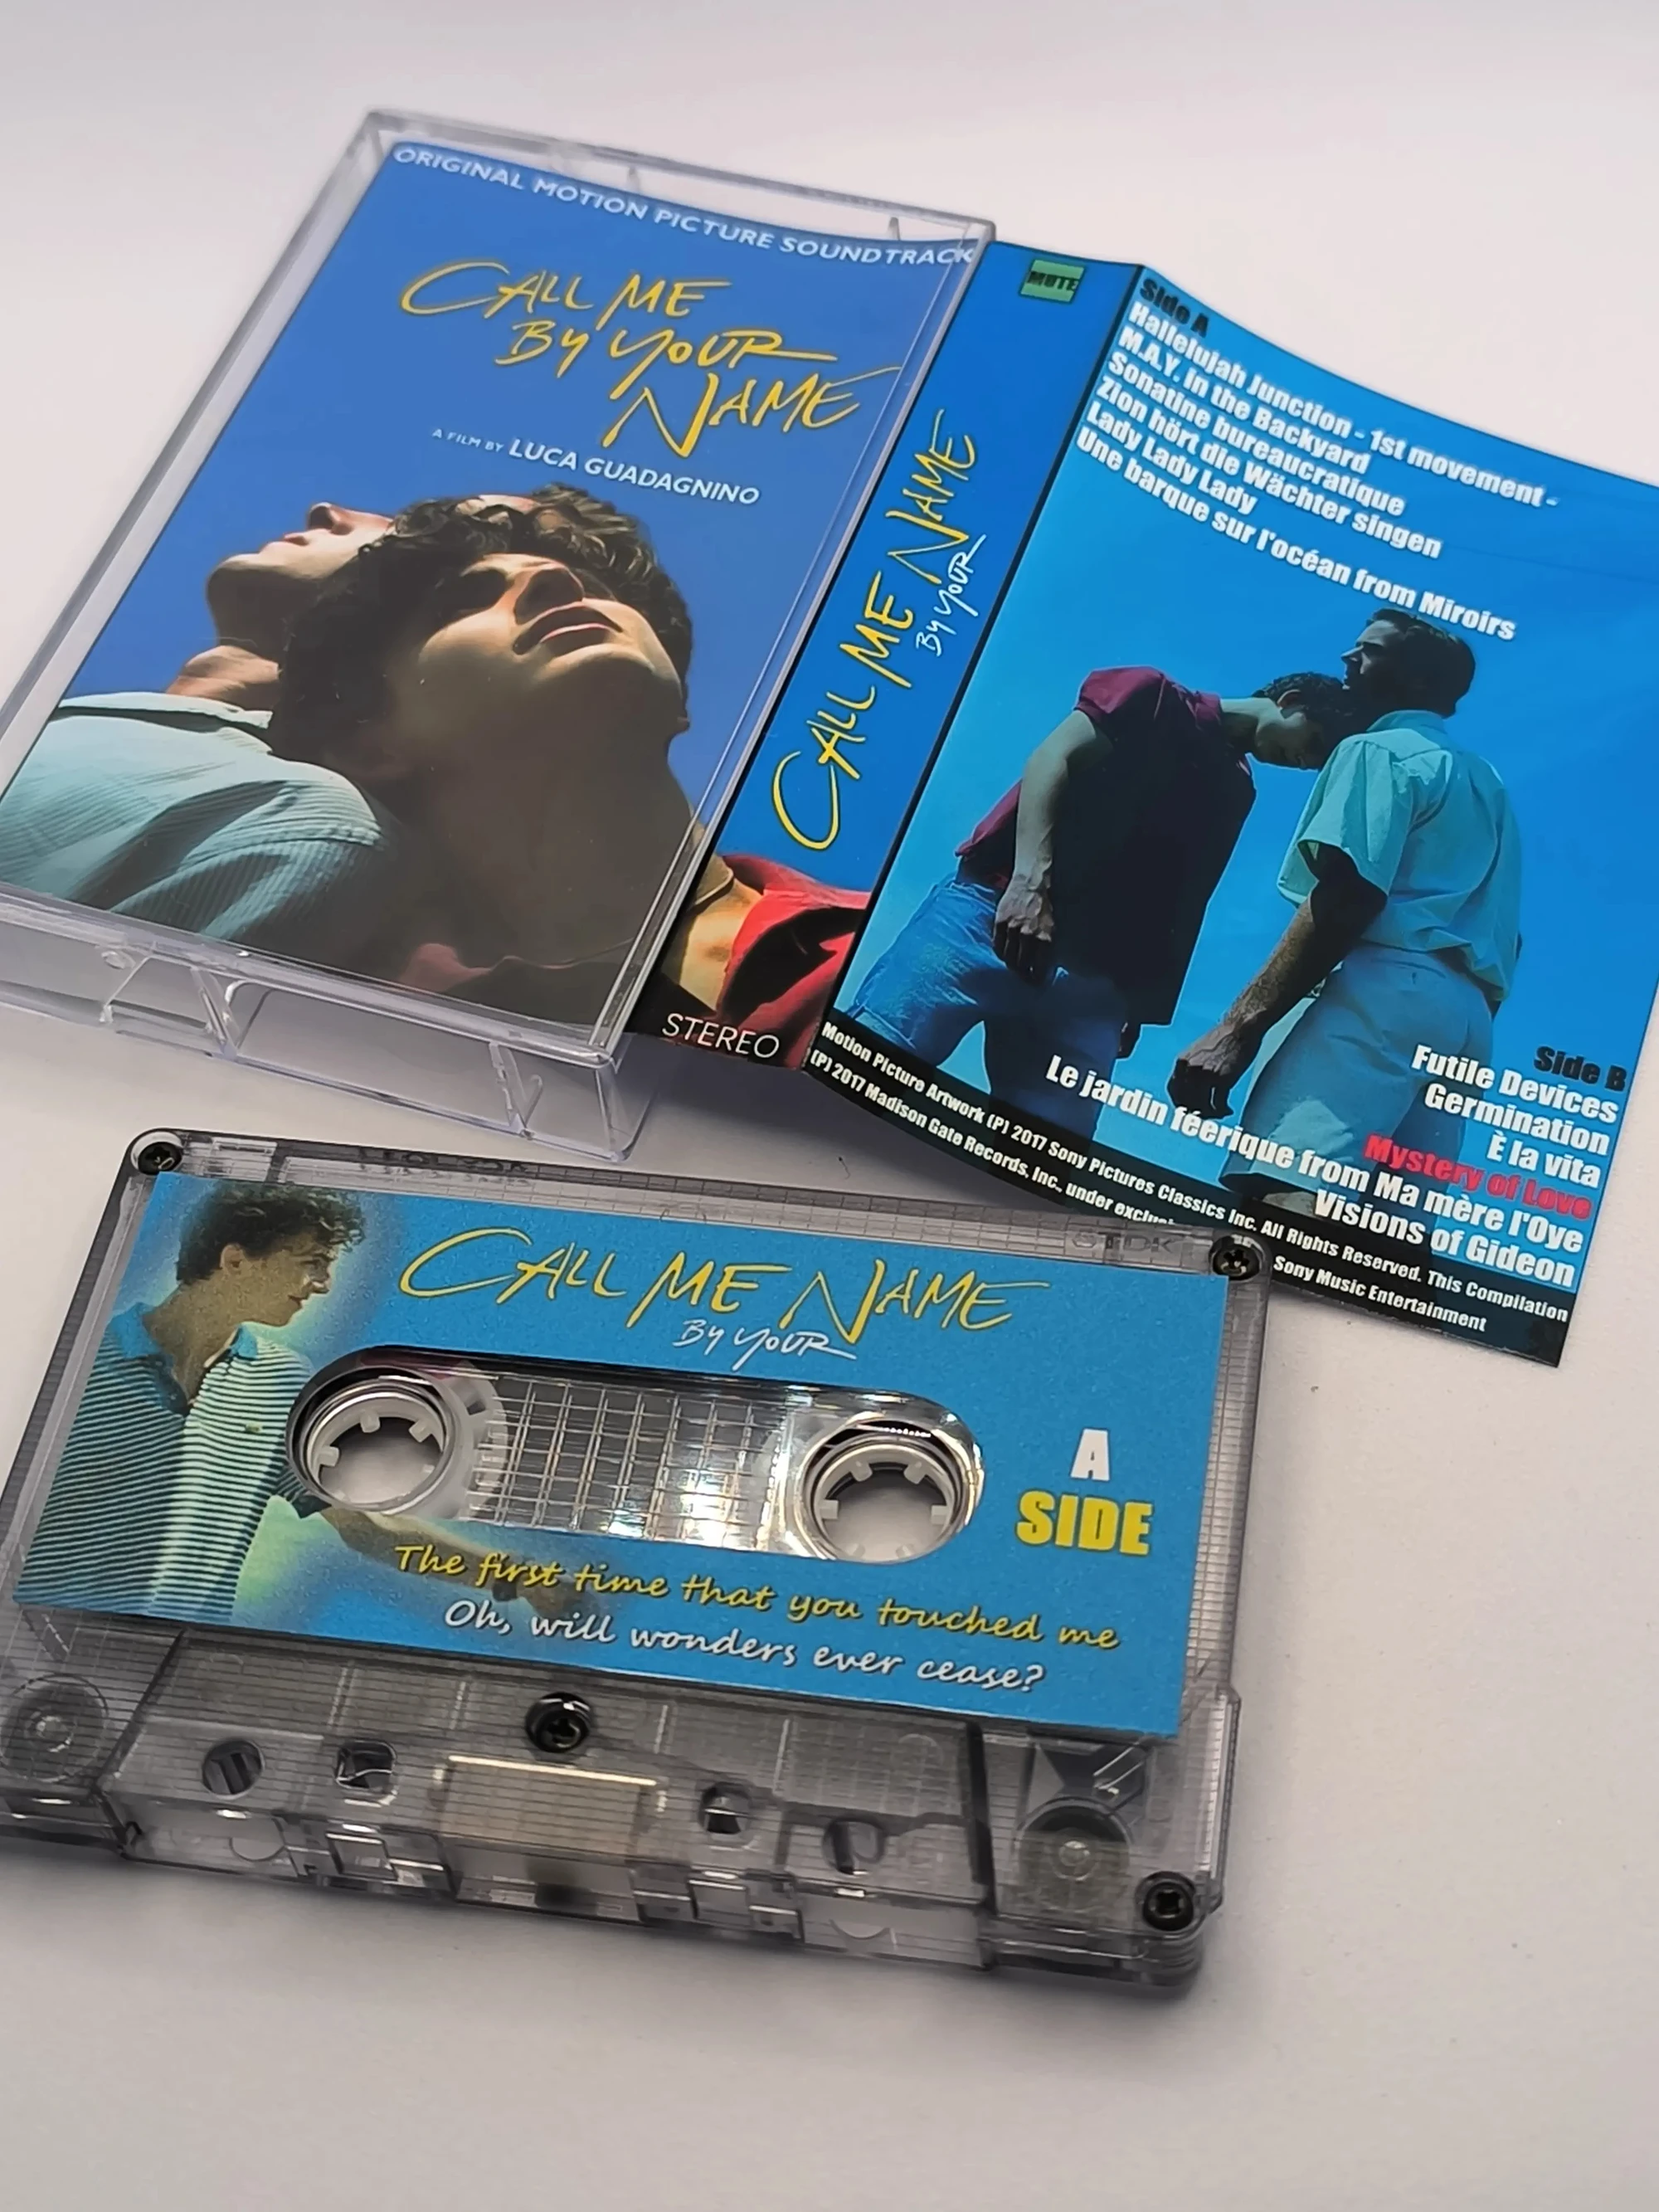 ORIGINAL MOTION PICTURE SOUNDTRACK
CALL ME
BY YOUR
NAME
A FILM BY LUCA GUADAGNINO
MUTE
CALL ME NAME
BY YOUR
STEREO
Side A
Hallelujah Junction - 1st movement -
M.A.Y. in the Backyard
Sonatine bureaucratique
Zion hört die Wächter singen
Lady Lady Lady
Une barque sur l'océan from Miroirs
Side B
Futile Devices
Germination
È la vita
Mystery of Love
Le jardin féerique from Ma mère l'Oye
Visions of Gideon
Motion Picture Artwork (P) 2017 Sony Pictures Classics Inc. All Rights Reserved. This Compilation
(P) 2017 Madison Gate Records, Inc., under Sony Music Entertainment
CALL ME NAME
BY YOUR
A
SIDE
The first time that you touched me
Oh, will wonders ever cease?